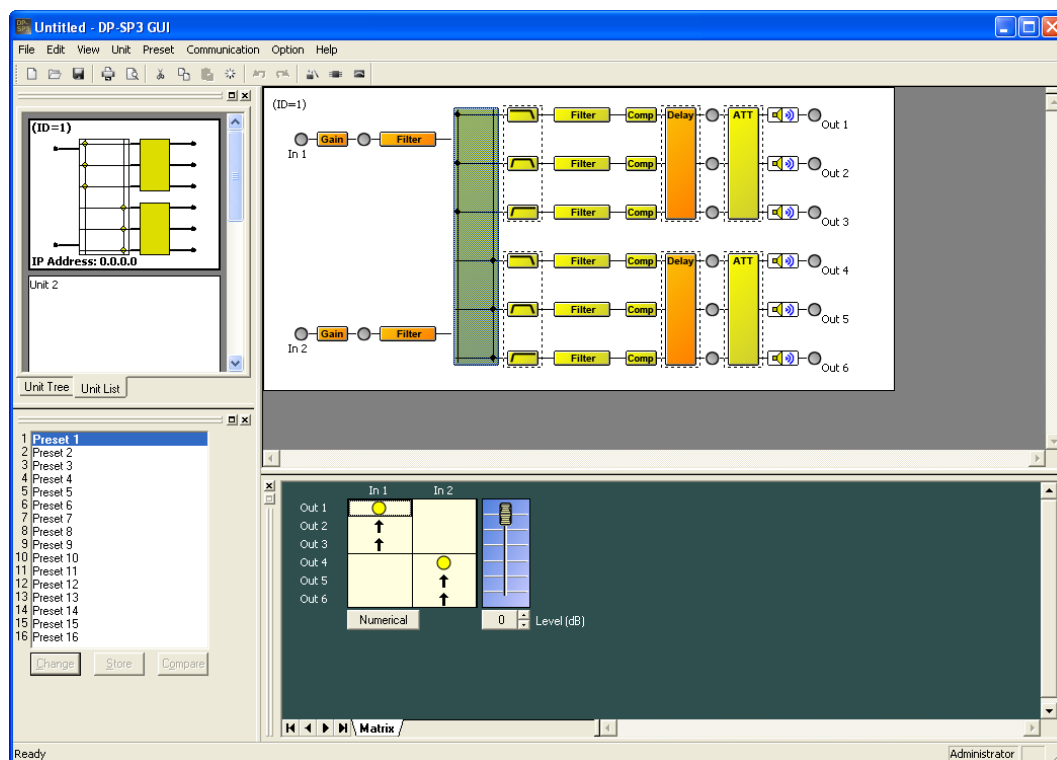 Untitled - DP-SP3 GUI
File Edit View Unit Preset Communication Option Help
(ID=1)
IP Address: 0.0.0.0
Unit 2
Unit Tree Unit List
1 Preset 1
2 Preset 2
3 Preset 3
4 Preset 4
5 Preset 5
6 Preset 6
7 Preset 7
8 Preset 8
9 Preset 9
10 Preset 10
11 Preset 11
12 Preset 12
13 Preset 13
14 Preset 14
15 Preset 15
16 Preset 16
Change Store Compare
(ID=1)
In 1 Gain Filter
In 2 Gain Filter
Filter Comp Delay ATT Out 1
Filter Comp Out 2
Filter Comp Out 3
Filter Comp Delay ATT Out 4
Filter Comp Out 5
Filter Comp Out 6
In 1 In 2
Out 1
Out 2
Out 3
Out 4
Out 5
Out 6
Numerical 0 Level (dB)
Matrix
Ready Administrator